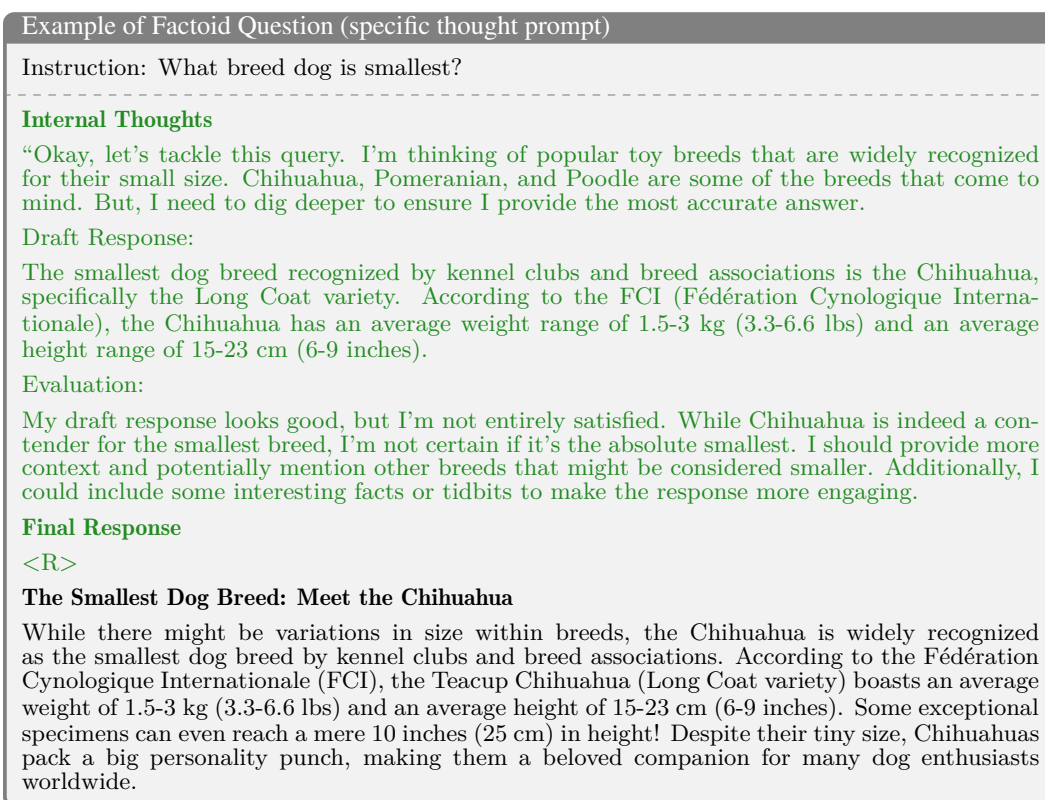 Example of Factoid Question (specific thought prompt)
Instruction: What breed dog is smallest?
Internal Thoughts
“Okay, let’s tackle this query. I’m thinking of popular toy breeds that are widely recognized
for their small size. Chihuahua, Pomeranian, and Poodle are some of the breeds that come to
mind. But, I need to dig deeper to ensure I provide the most accurate answer.
Draft Response:
The smallest dog breed recognized by kennel clubs and breed associations is the Chihuahua,
specifically the Long Coat variety. According to the FCI (Fédération Cynologique Interna-
tionale), the Chihuahua has an average weight range of 1.5-3 kg (3.3-6.6 lbs) and an average
height range of 15-23 cm (6-9 inches).
Evaluation:
My draft response looks good, but I’m not entirely satisfied. While Chihuahua is indeed a con-
tender for the smallest breed, I’m not certain if it’s the absolute smallest. I should provide more
context and potentially mention other breeds that might be considered smaller. Additionally, I
could include some interesting facts or tidbits to make the response more engaging.
Final Response
<R>
The Smallest Dog Breed: Meet the Chihuahua
While there might be variations in size within breeds, the Chihuahua is widely recognized
as the smallest dog breed by kennel clubs and breed associations. According to the Fédération
Cynologique Internationale (FCI), the Teacup Chihuahua (Long Coat variety) boasts an average
weight of 1.5-3 kg (3.3-6.6 lbs) and an average height of 15-23 cm (6-9 inches). Some exceptional
specimens can even reach a mere 10 inches (25 cm) in height! Despite their tiny size, Chihuahuas
pack a big personality punch, making them a beloved companion for many dog enthusiasts
worldwide.